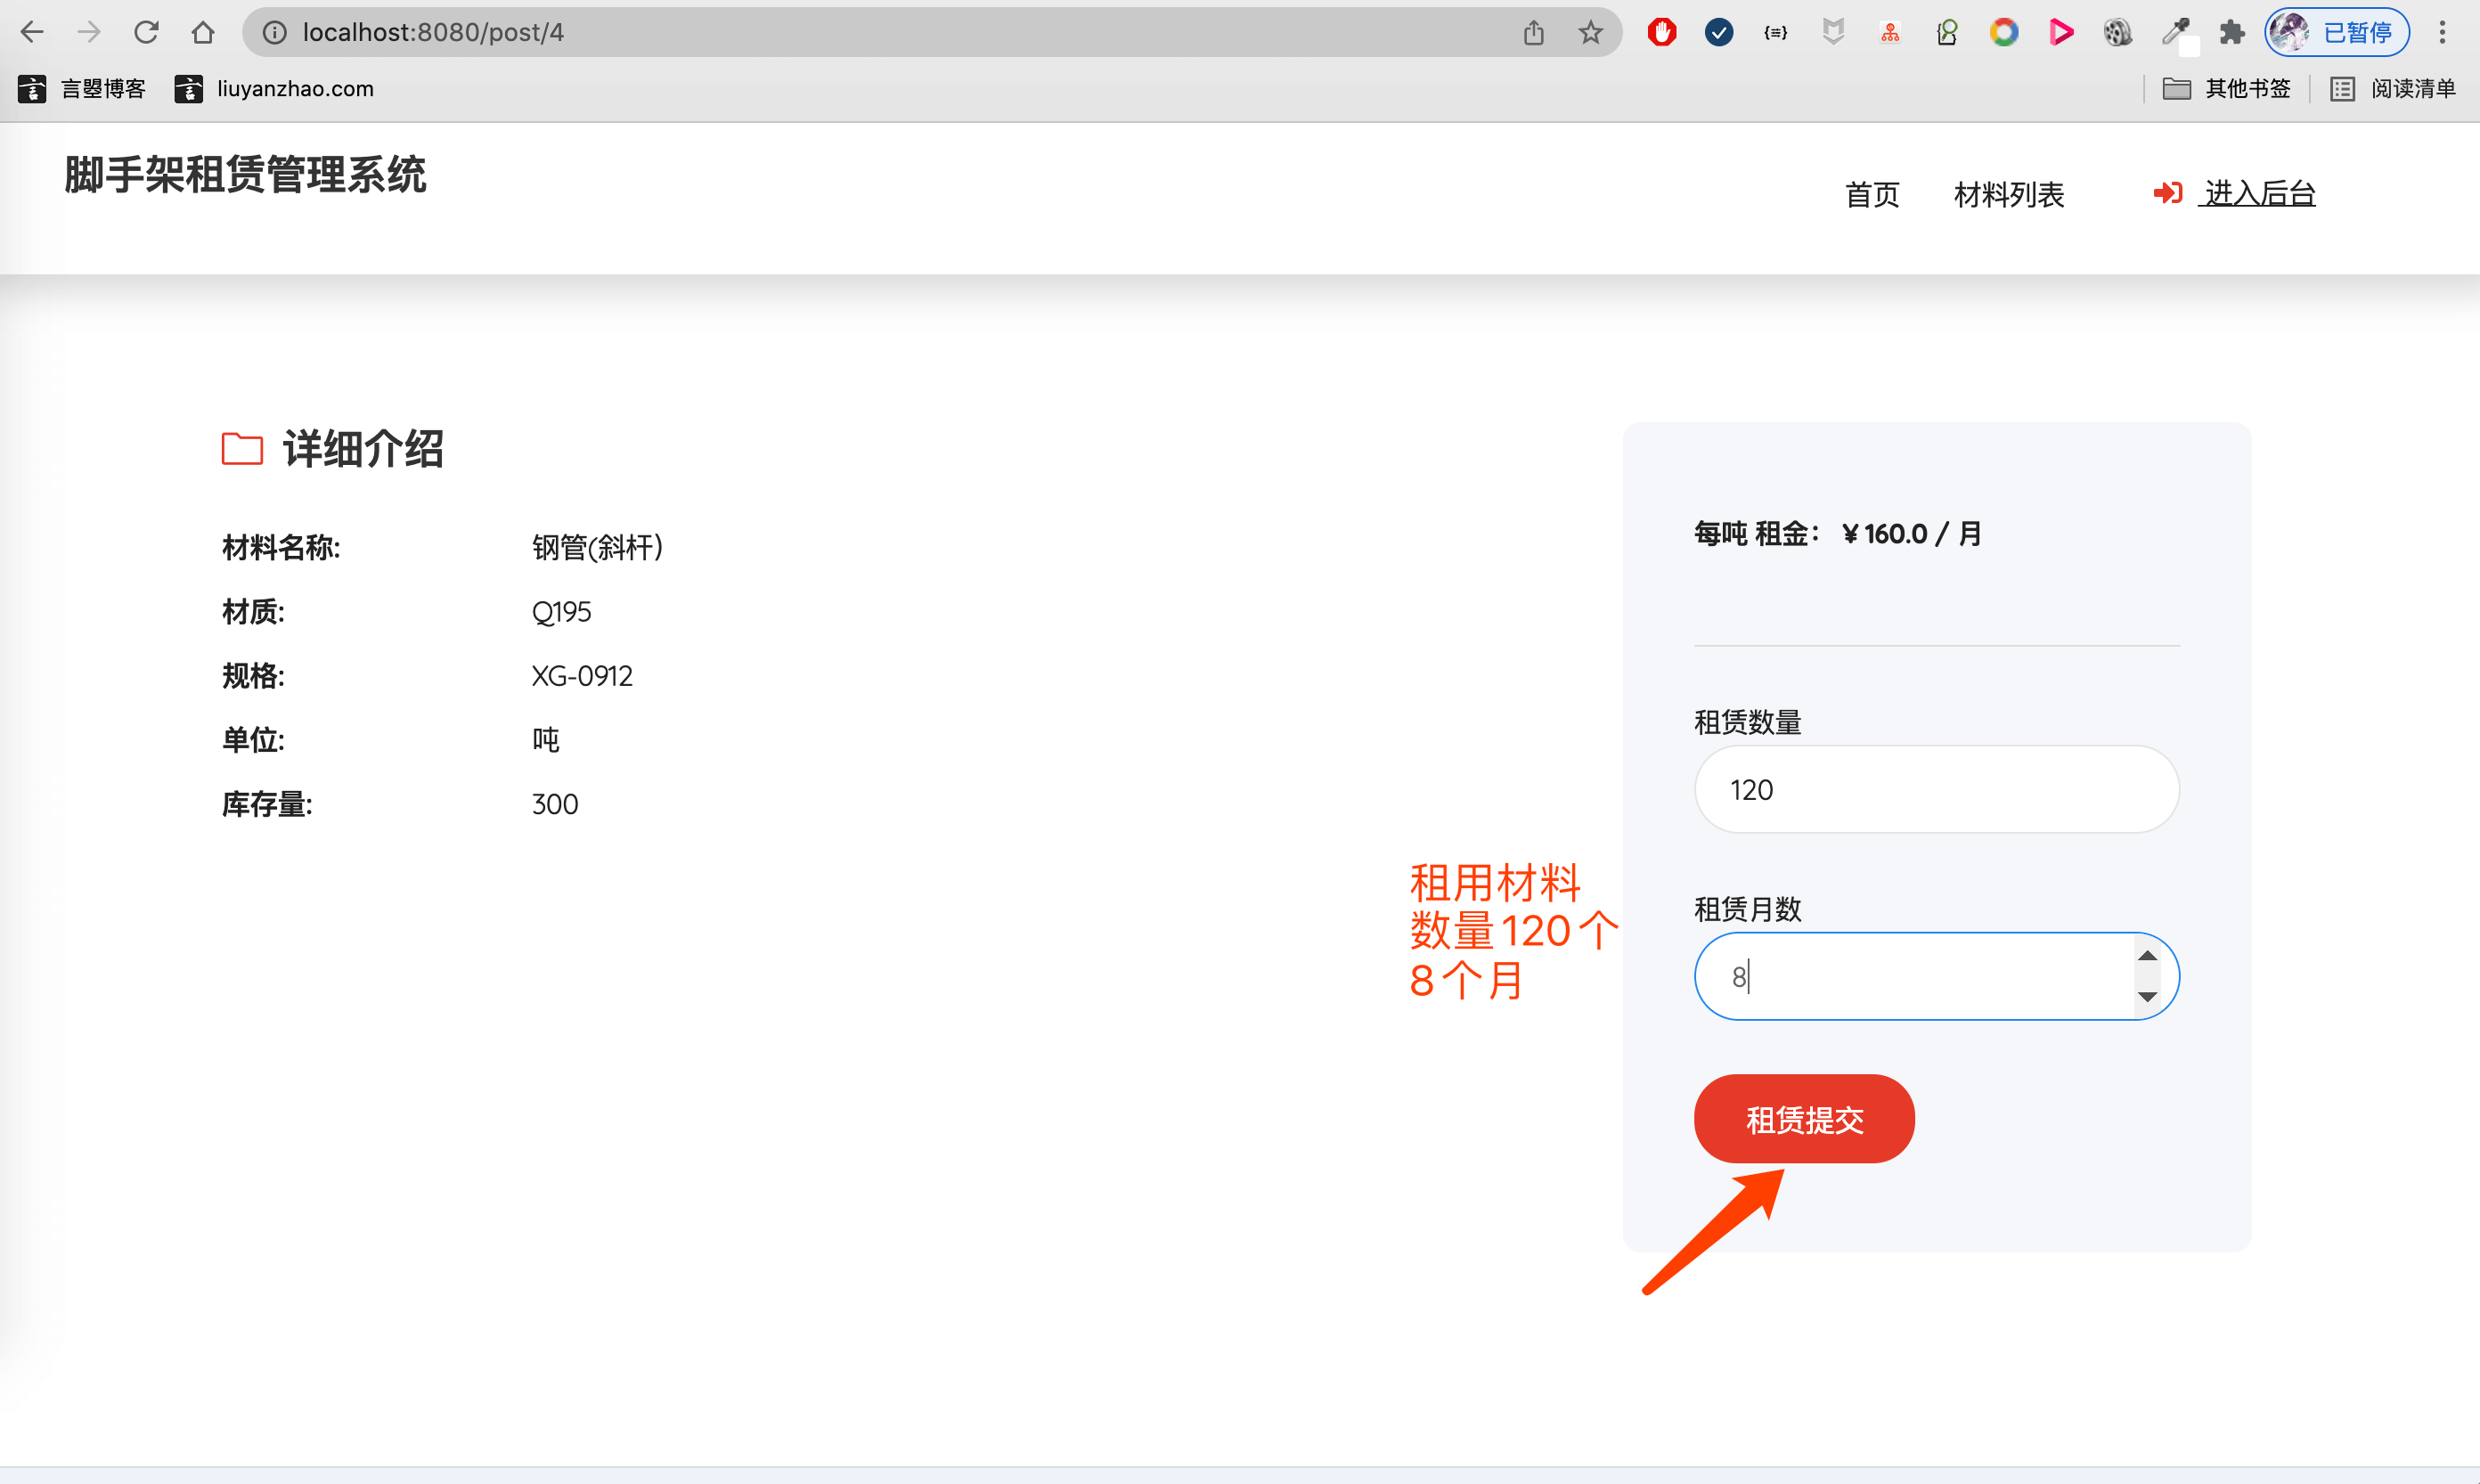 localhost:8080/post/4
已暂停
言曌博客
liuyanzhao.com
其他书签
阅读清单
脚手架租赁管理系统
首页
材料列表
进入后台
详细介绍
材料名称: 钢管(斜杆)
材质: Q195
规格: XG-0912
单位: 吨
库存量: 300
每吨 租金： ¥ 160.0 / 月
租赁数量
120
租赁月数
8
租用材料
数量120个
8个月
租赁提交